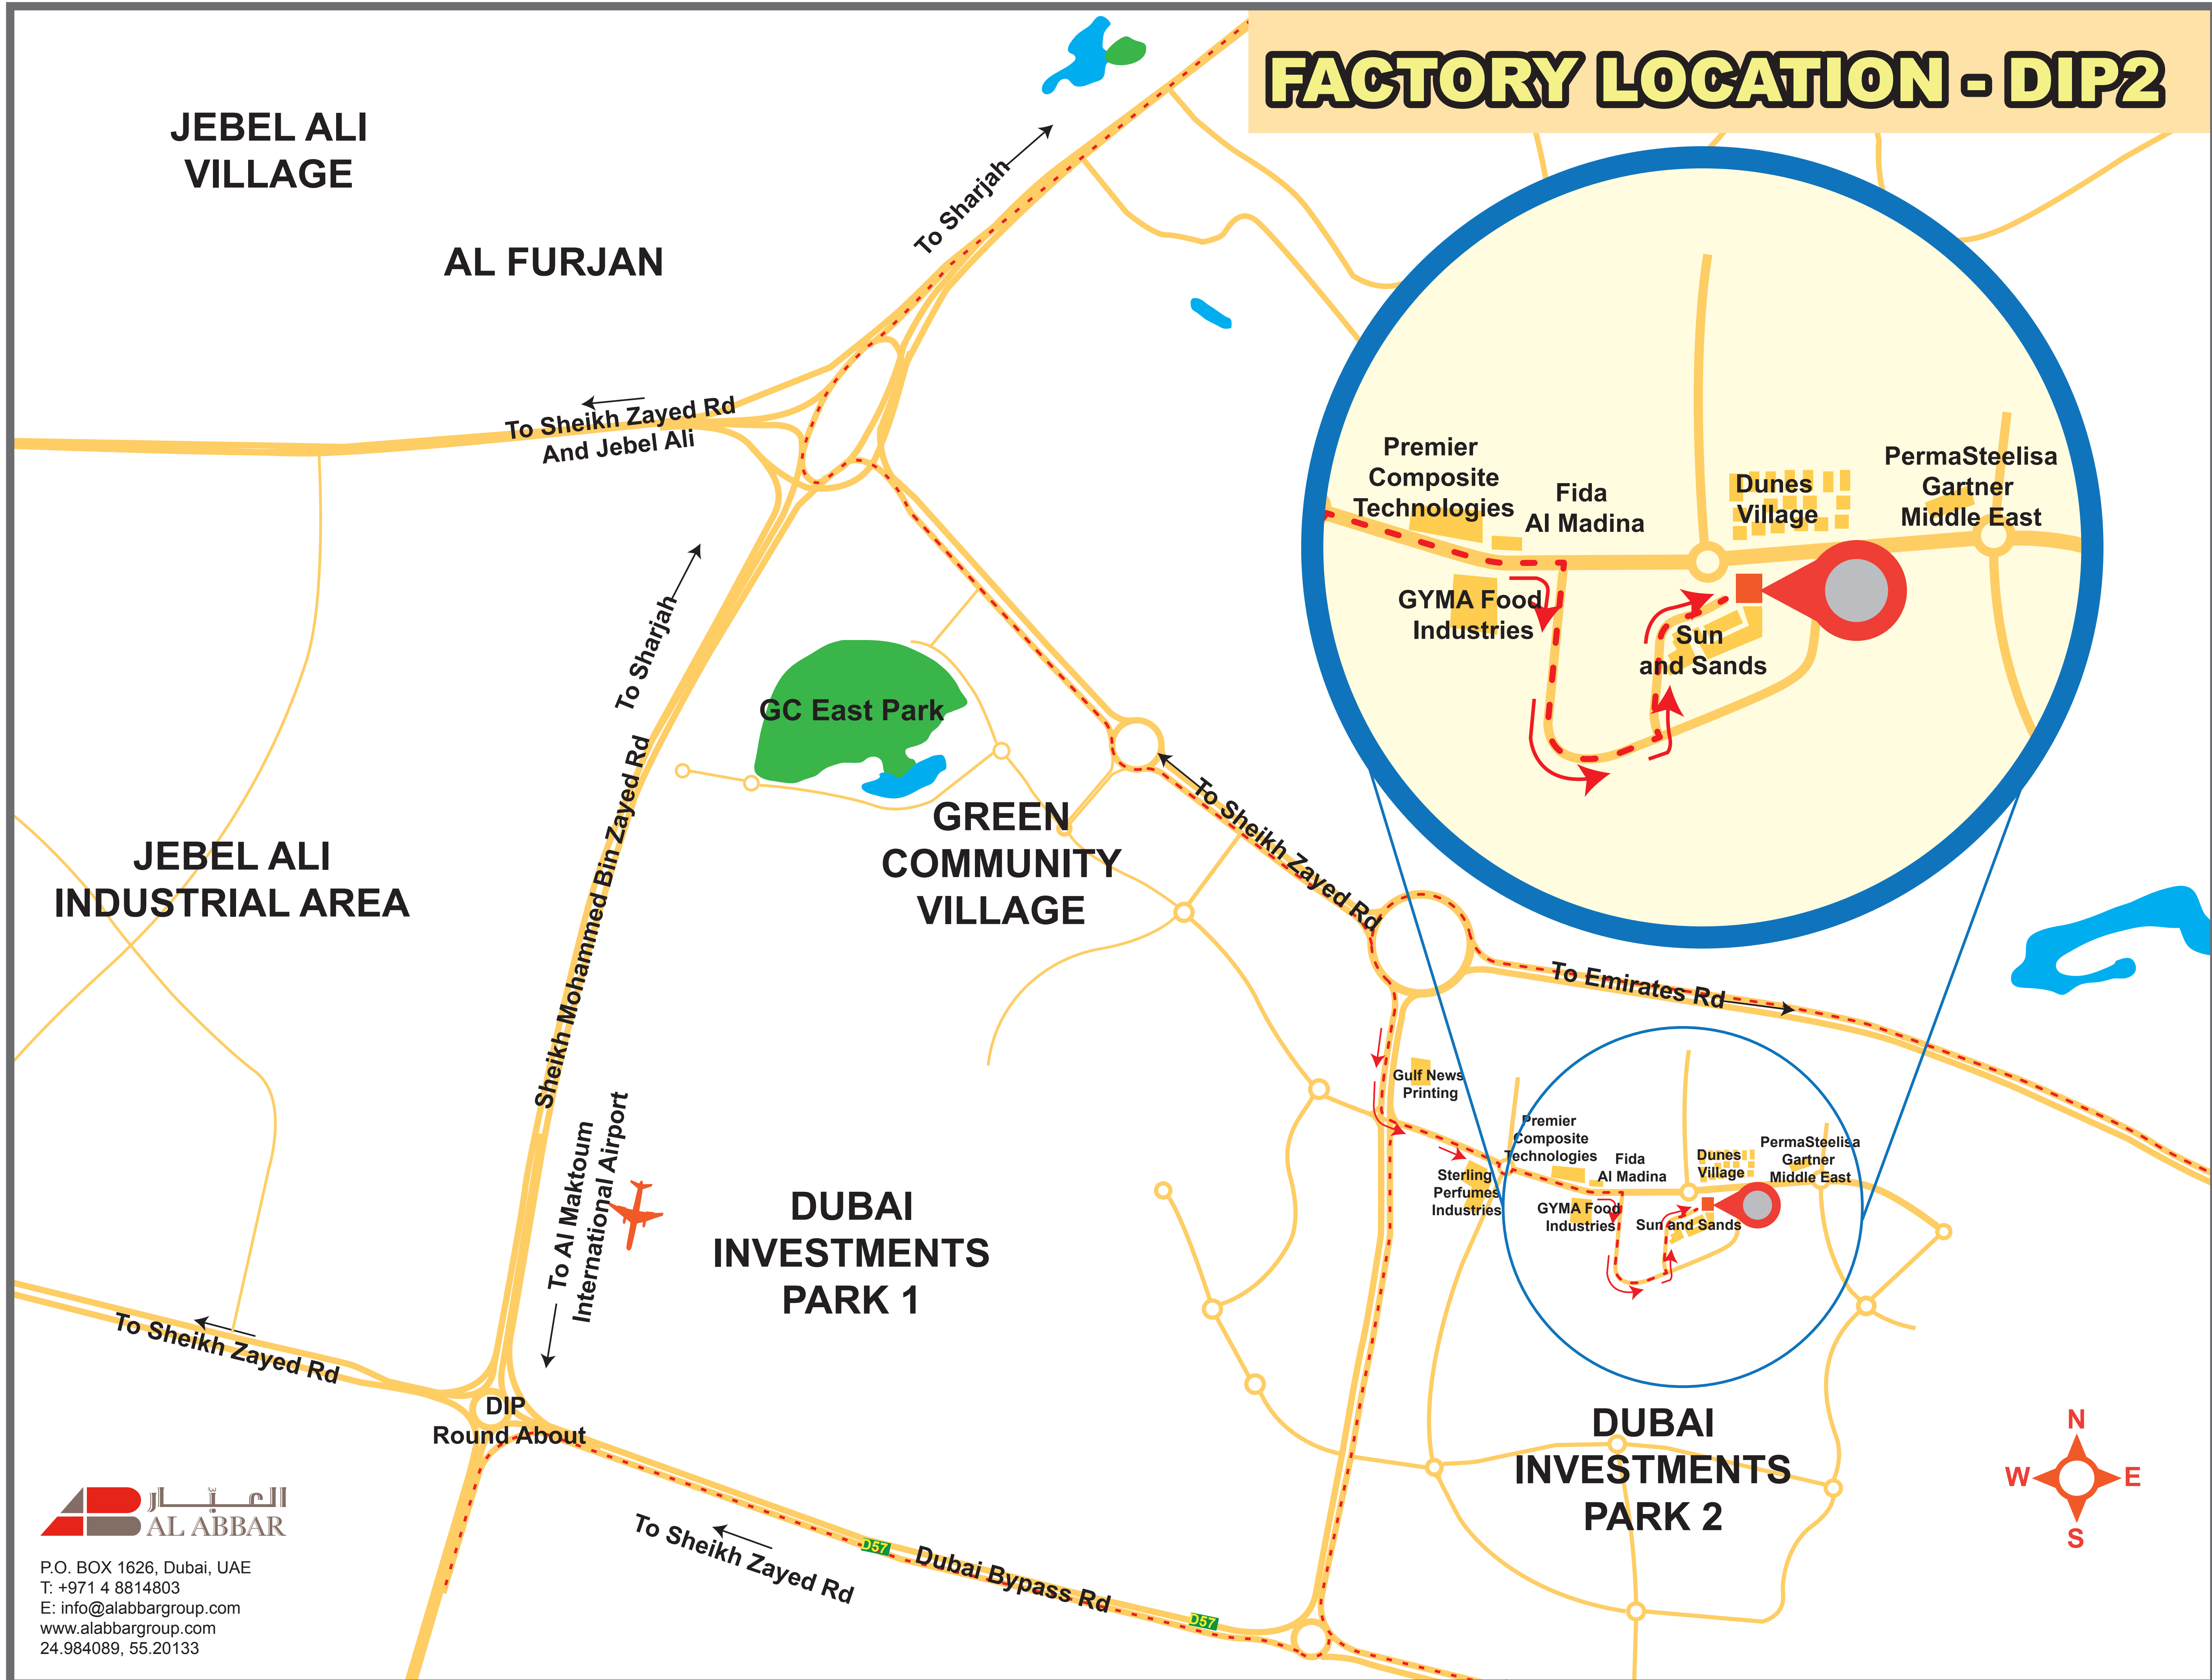 FACTORY LOCATION - DIP2
JEBEL ALI
VILLAGE
AL FURJAN
To Sharjah
To Sheikh Zayed Rd
And Jebel Ali
Premier
Composite
Technologies
Fida
Al Madina
Dunes
Village
PermaSteelisa
Gartner
Middle East
GYMA Food
Industries
Sun
and Sands
To Sharjah
GC East Park
Sheikh Mohammed Bin Zayed Rd
GREEN
COMMUNITY
VILLAGE
To Sheikh Zayed Rd
JEBEL ALI
INDUSTRIAL AREA
To Emirates Rd
Gulf News
Printing
Premier
Composite
Technologies
Fida
Al Madina
Dunes
Village
PermaSteelisa
Gartner
Middle East
Sterling
Perfumes
Industries
GYMA Food
Industries
Sun and Sands
To Al Maktoum
International Airport
DUBAI
INVESTMENTS
PARK 1
To Sheikh Zayed Rd
DIP
Round About
DUBAI
INVESTMENTS
PARK 2
N
W E
S
To Sheikh Zayed Rd
D57
Dubai Bypass Rd
D57
العبّار
AL ABBAR
P.O. BOX 1626, Dubai, UAE
T: +971 4 8814803
E: info@alabbargroup.com
www.alabbargroup.com
24.984089, 55.20133